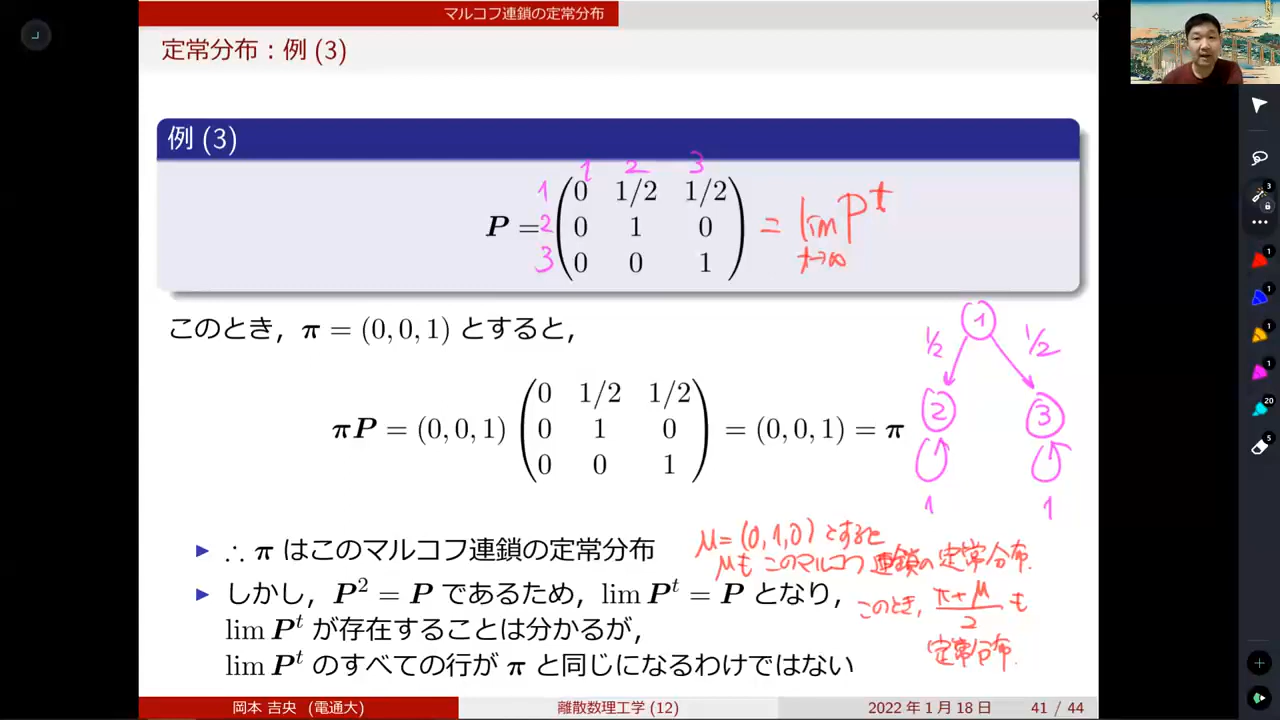 マルコフ連鎖の定常分布
定常分布：例 (3)
例 (3)
1 2 3
1
2
3
P = (0 1/2 1/2
0 1 0
0 0 1)
= lim P^t
t→∞
このとき，π = (0, 0, 1) とすると，
πP = (0, 0, 1) (0 1/2 1/2
0 1 0
0 0 1) = (0, 0, 1) = π
1
1/2 1/2
2 3
1 1
∴ π はこのマルコフ連鎖の定常分布
μ = (0, 1, 0) とすると
μも このマルコフ 連鎖の定常分布.
しかし，P² = P であるため，lim P^t = P となり，
lim P^t が存在することは分かるが，
lim P^t のすべての行が π と同じになるわけではない
このとき, (π+μ)/2 も
定常分布.
岡本 吉央 (電通大)
離散数理工学 (12)
2022 年 1 月 18 日
41 / 44
3
1
1
1
1
20
5